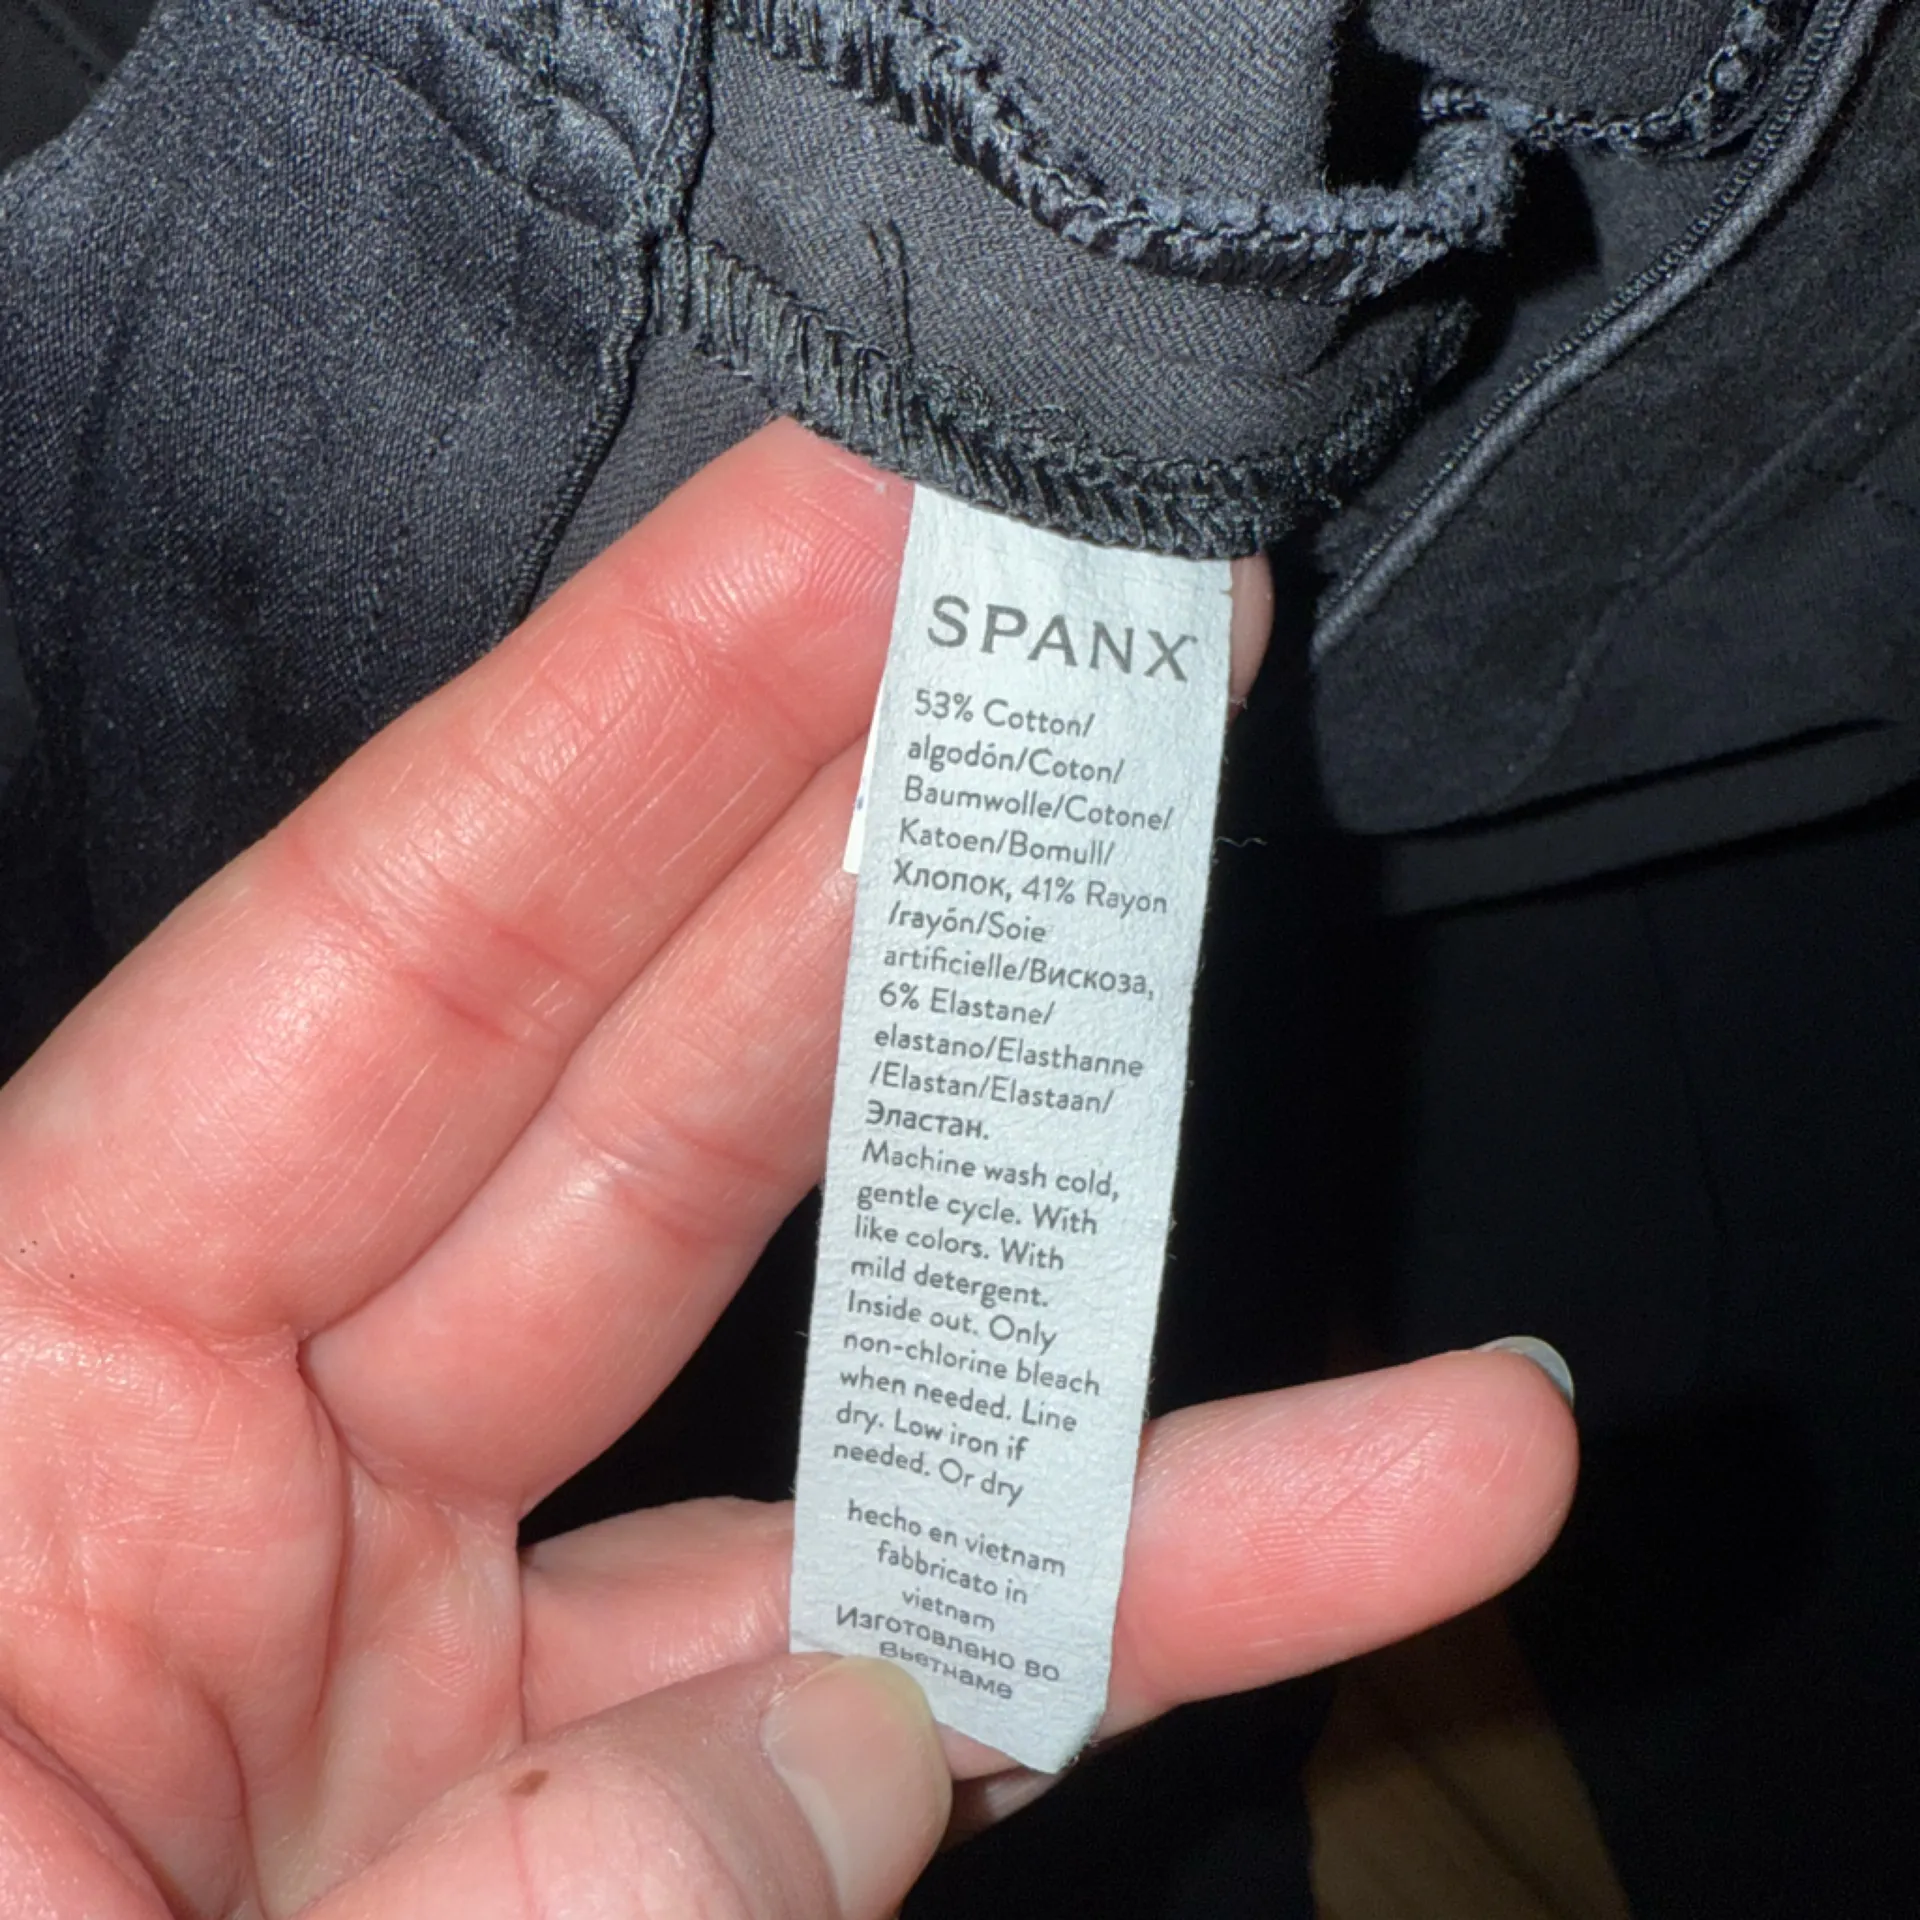 SPANX
53% Cotton/
algodón/Coton/
Baumwolle/Cotone/
Katoen/Bomull/
Хлопок, 41% Rayon
/rayón/Soie
artificielle/Вискоза,
6% Elastane/
elastano/Elasthanne
/Elastan/Elastaan/
Эластан.
Machine wash cold,
gentle cycle. With
like colors. With
mild detergent.
Inside out. Only
non-chlorine bleach
when needed. Line
dry. Low iron if
needed. Or dry
hecho en vietnam
fabbricato in
vietnam
Изготовлено во
Вьетнаме